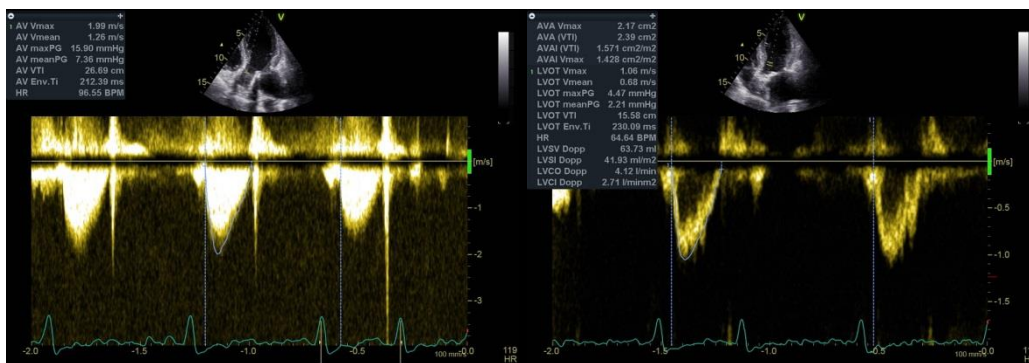 1 AV Vmax 1.99 m/s
AV Vmean 1.26 m/s
AV maxPG 15.90 mmHg
AV meanPG 7.36 mmHg
AV VTI 26.69 cm
AV Env.Ti 212.39 ms
HR 96.55 BPM
V
5
10
15
[m/s]
-1
-2
-3
-2.0
-1.5
-1.0
-0.5
0.0
100 mm/s
119
HR
AVA Vmax 2.17 cm2
AVA (VTI) 2.39 cm2
AVAI (VTI) 1.571 cm2/m2
AVAI Vmax 1.428 cm2/m2
1 LVOT Vmax 1.06 m/s
LVOT Vmean 0.68 m/s
LVOT maxPG 4.47 mmHg
LVOT meanPG 2.21 mmHg
LVOT VTI 15.58 cm
LVOT Env.Ti 230.09 ms
HR 64.64 BPM
LVSV Dopp 63.73 ml
LVSI Dopp 41.93 ml/m2
LVCO Dopp 4.12 l/min
LVCI Dopp 2.71 l/minm2
V
5
10
15
[m/s]
-0.5
-1.0
-1.5
-2.0
-1.5
-1.0
-0.5
0.0
HR